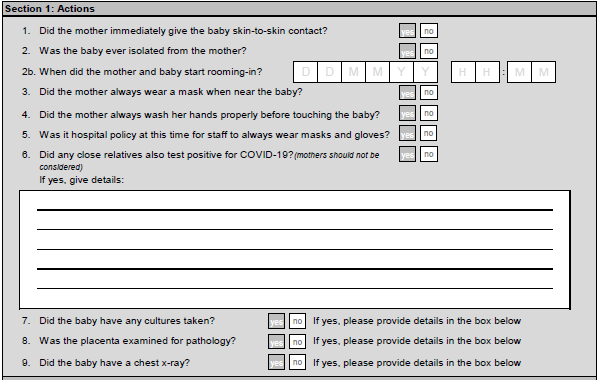 Section 1: Actions
1. Did the mother immediately give the baby skin-to-skin contact? yes no
2. Was the baby ever isolated from the mother? yes no
2b. When did the mother and baby start rooming-in? D D M M Y Y H H : M M
3. Did the mother always wear a mask when near the baby? yes no
4. Did the mother always wash her hands properly before touching the baby? yes no
5. Was it hospital policy at this time for staff to always wear masks and gloves? yes no
6. Did any close relatives also test positive for COVID-19?(mothers should not be yes no
considered)
If yes, give details:
7. Did the baby have any cultures taken? yes no If yes, please provide details in the box below
8. Was the placenta examined for pathology? yes no If yes, please provide details in the box below
9. Did the baby have a chest x-ray? yes no If yes, please provide details in the box below